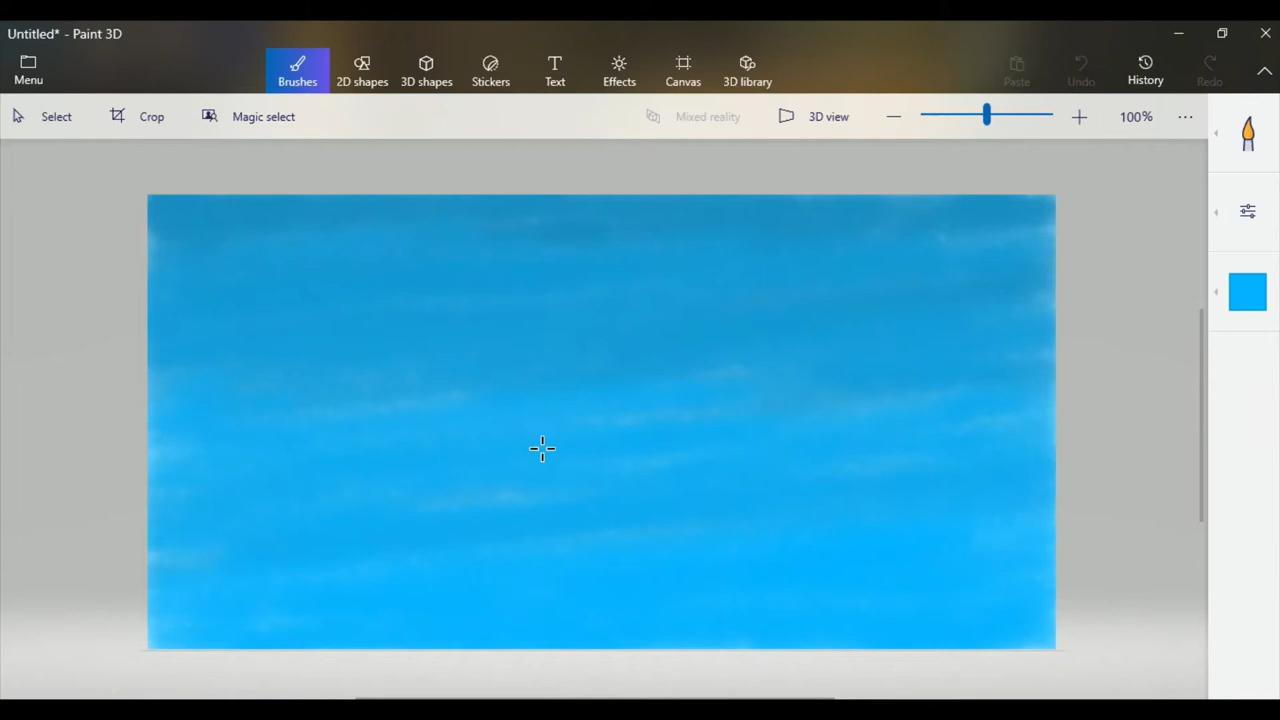 Untitled* - Paint 3D
Menu
Brushes
2D shapes
3D shapes
Stickers
Text
Effects
Canvas
3D library
Paste
Undo
History
Redo
Select
Crop
Magic select
Mixed reality
3D view
100%